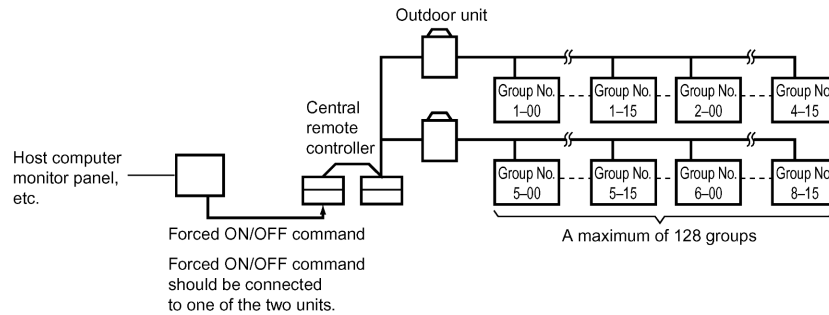 Outdoor unit
Group No.
1–00
Group No.
1–15
Group No.
2–00
Group No.
4–15
Central
remote
controller
Host computer
monitor panel,
etc.
Group No.
5–00
Group No.
5–15
Group No.
6–00
Group No.
8–15
Forced ON/OFF command
A maximum of 128 groups
Forced ON/OFF command
should be connected
to one of the two units.